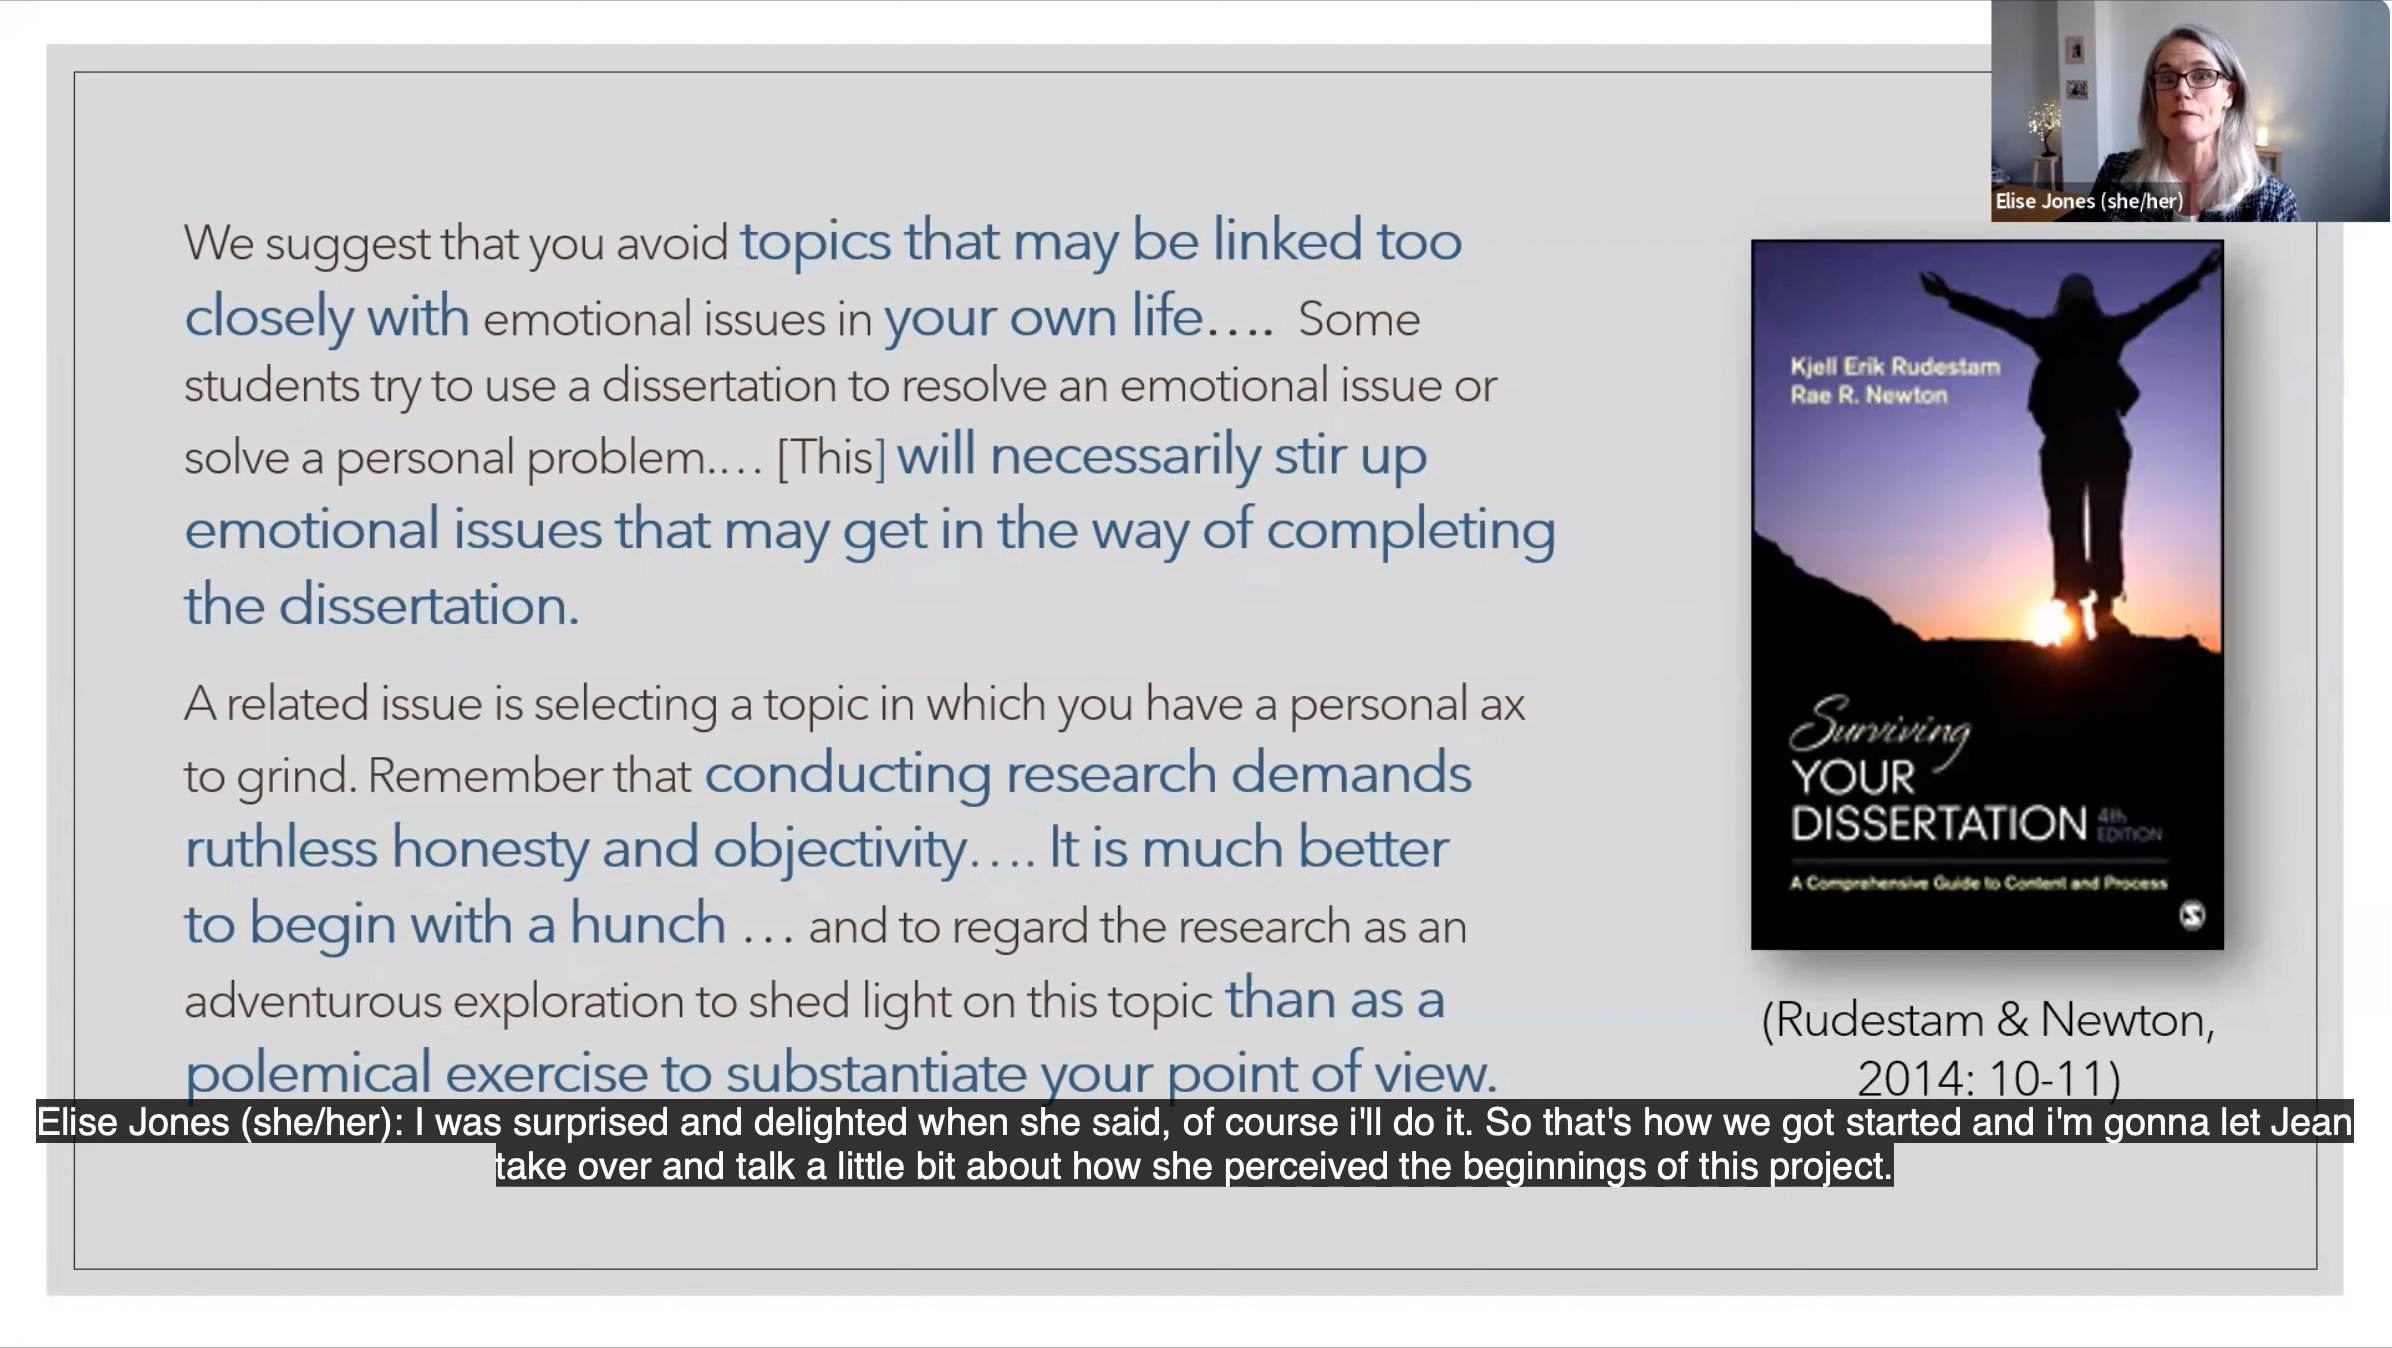 Elise Jones (she/her)
We suggest that you avoid topics that may be linked too
closely with emotional issues in your own life…. Some
students try to use a dissertation to resolve an emotional issue or
solve a personal problem.… [This] will necessarily stir up
emotional issues that may get in the way of completing
the dissertation.
A related issue is selecting a topic in which you have a personal ax
to grind. Remember that conducting research demands
ruthless honesty and objectivity…. It is much better
to begin with a hunch … and to regard the research as an
adventurous exploration to shed light on this topic than as a
polemical exercise to substantiate your point of view.
Kjell Erik Rudestam
Rae R. Newton
Surviving
YOUR
DISSERTATION 4th EDITION
A Comprehensive Guide to Content and Process
(Rudestam & Newton,
2014: 10-11)
Elise Jones (she/her): I was surprised and delighted when she said, of course i'll do it. So that's how we got started and i'm gonna let Jean
take over and talk a little bit about how she perceived the beginnings of this project.